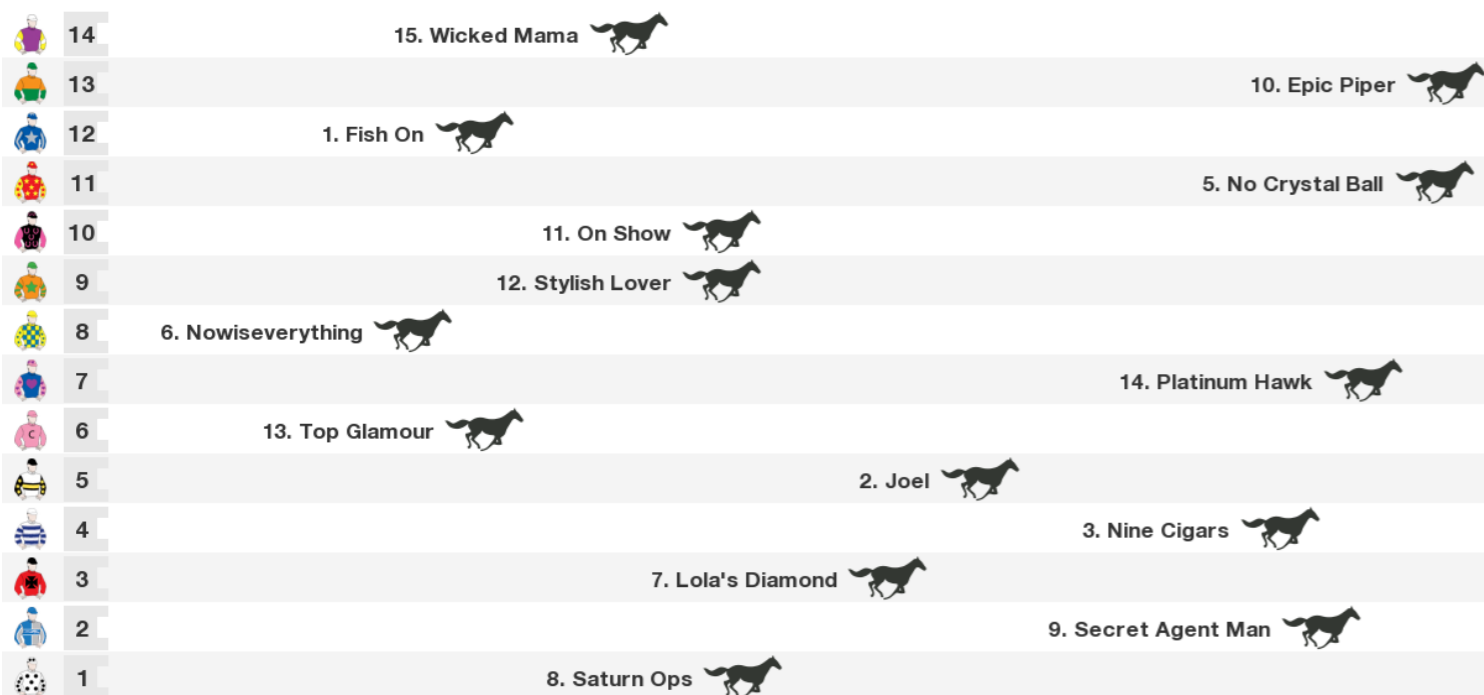 14 15. Wicked Mama
13 10. Epic Piper
12 1. Fish On
11 5. No Crystal Ball
10 11. On Show
9 12. Stylish Lover
8 6. Nowiseverything
7 14. Platinum Hawk
C 6 13. Top Glamour
5 2. Joel
4 3. Nine Cigars
3 7. Lola's Diamond
2 9. Secret Agent Man
1 8. Saturn Ops